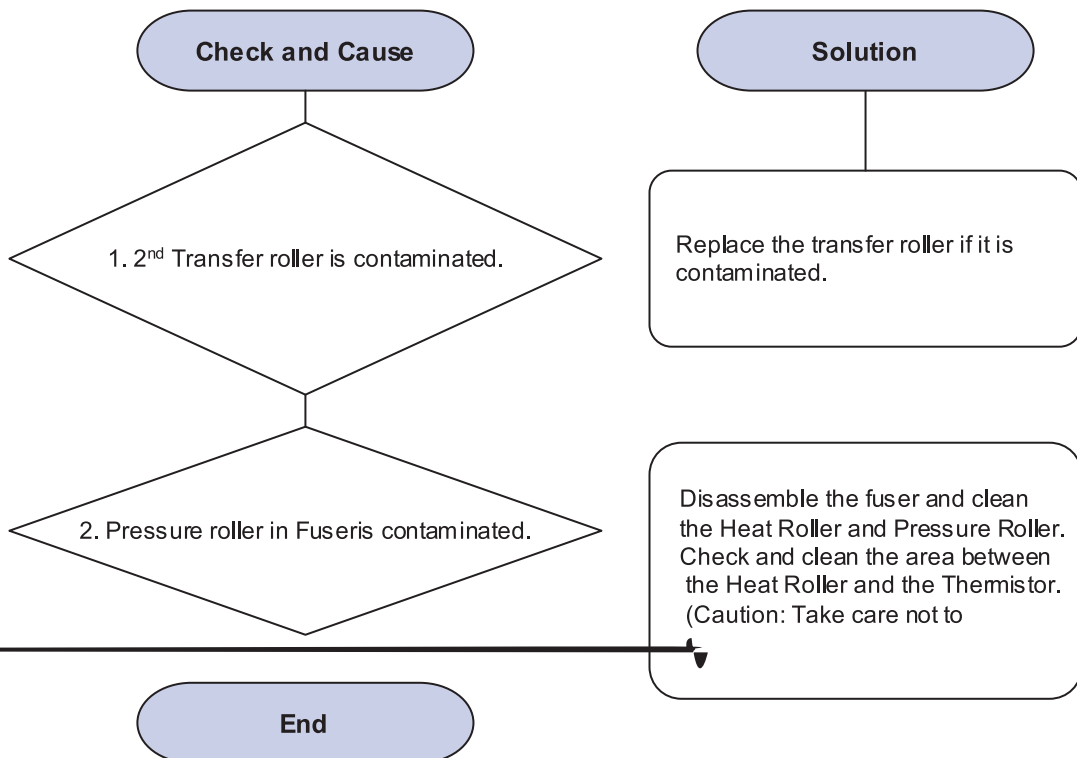 Check and Cause
Solution
1. 2nd Transfer roller is contaminated.
Replace the transfer roller if it is
contaminated.
2. Pressure roller in Fuseris contaminated.
Disassemble the fuser and clean
the Heat Roller and Pressure Roller.
Check and clean the area between
the Heat Roller and the Thermistor.
(Caution: Take care not to
End